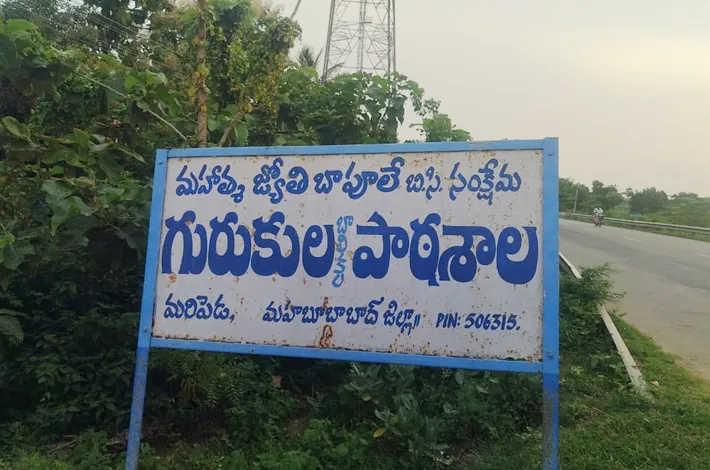 మహాత్మ జ్యోతి బాపూలే బి.సి. సంక్షేమ
గురుకుల బాలుర పాఠశాల
మరిపెడ, మహబూబాబాద్ జిల్లా॥ PIN: 506315.